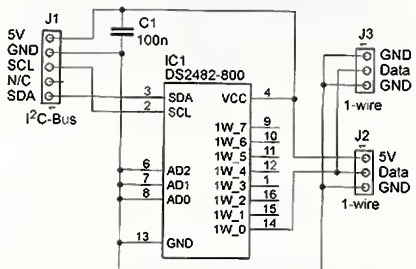 J1
5V
GND
SCL
N/C
SDA
I²C-Bus
C1
100n
IC1
DS2482-800
3 SDA
2 SCL
6 AD2
7 AD1
8 AD0
13 GND
VCC 4
1W_7 9
1W_6 10
1W_5 11
1W_4 12
1W_3 1
1W_2 16
1W_1 15
1W_0 14
J3
GND
Data
GND
1-wire
J2
5V
Data
GND
1-wire